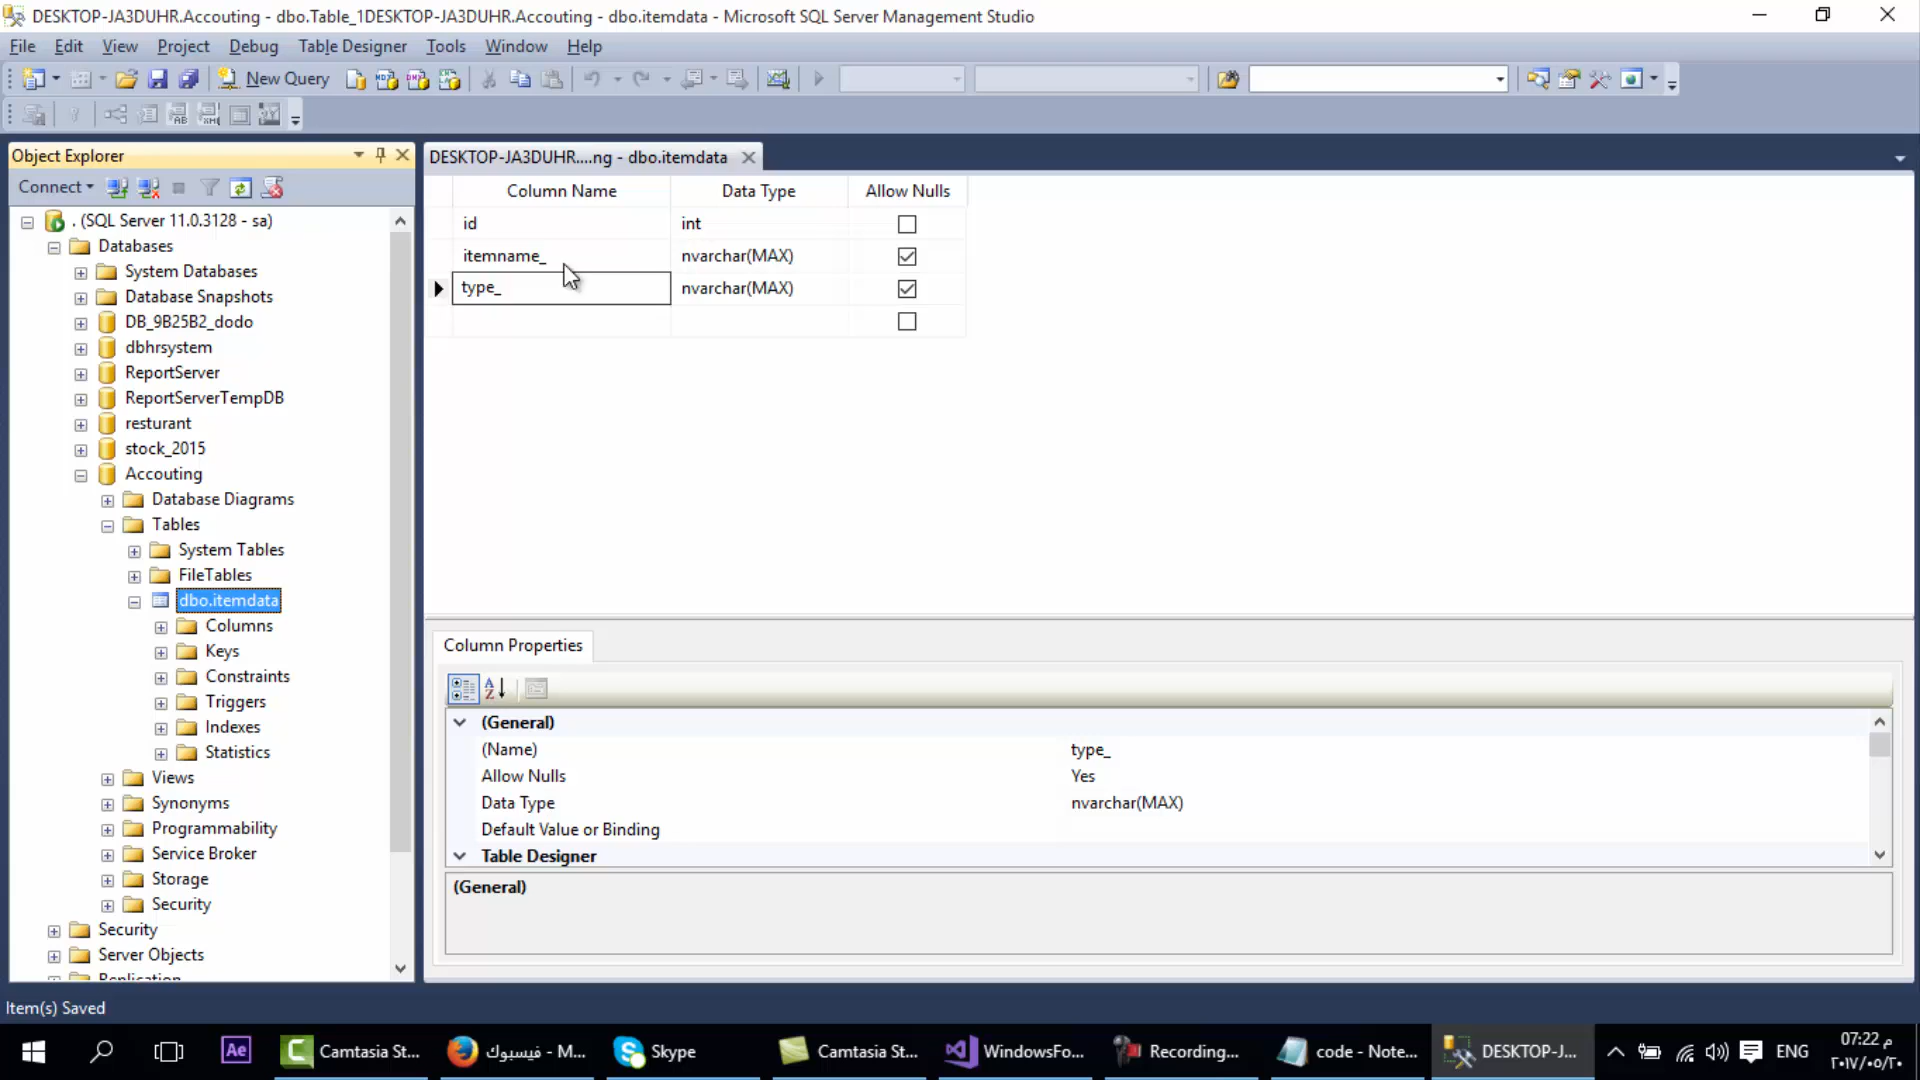 DESKTOP-JA3DUHR.Accouting - dbo.Table_1DESKTOP-JA3DUHR.Accouting - dbo.itemdata - Microsoft SQL Server Management Studio
File Edit View Project Debug Table Designer Tools Window Help
New Query
Object Explorer
Connect
. (SQL Server 11.0.3128 - sa)
Databases
System Databases
Database Snapshots
DB_9B25B2_dodo
dbhrsystem
ReportServer
ReportServerTempDB
resturant
stock_2015
Accouting
Database Diagrams
Tables
System Tables
FileTables
dbo.itemdata
Columns
Keys
Constraints
Triggers
Indexes
Statistics
Views
Synonyms
Programmability
Service Broker
Storage
Security
Security
Server Objects
Replication
DESKTOP-JA3DUHR....ng - dbo.itemdata
Column Name Data Type Allow Nulls
id int
itemname_ nvarchar(MAX)
type_ nvarchar(MAX)
Column Properties
(General)
(Name) type_
Allow Nulls Yes
Data Type nvarchar(MAX)
Default Value or Binding
Table Designer
(General)
Item(s) Saved
Ae Camtasia St... فيسبوك - M... Skype Camtasia St... WindowsFo... Recording... code - Note... DESKTOP-J... ENG
07:22 م
٢٠١٧/٠٥/٢٠